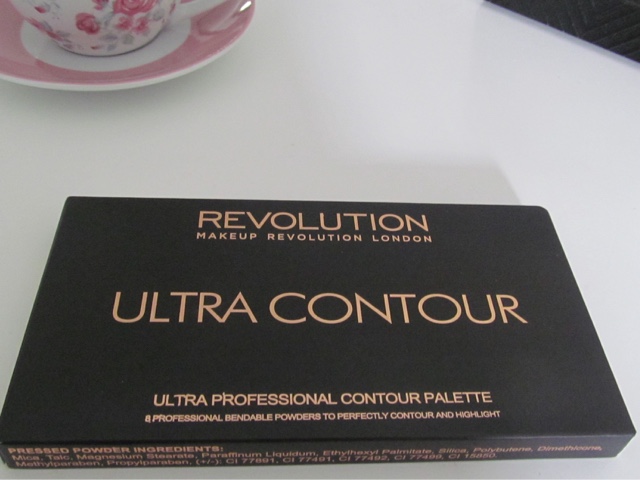 REVOLUTION
MAKEUP REVOLUTION LONDON
ULTRA CONTOUR
ULTRA PROFESSIONAL CONTOUR PALETTE
8 PROFESSIONAL BENDABLE POWDERS TO PERFECTLY CONTOUR AND HIGHLIGHT
PRESSED POWDER INGREDIENTS:
Mica, Talc, Magnesium Stearate, Paraffinum Liquidum, Ethylhexyl Palmitate, Silica, Polybutene, Dimethicone,
Methylparaben, Propylparaben. (+/-): CI 77891, CI 77491, CI 77492, CI 77499, CI 15850.